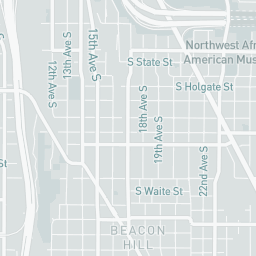 Northwest Afri
American Mus
S State St
S Holgate St
12th Ave S
13th Ave S
15th Ave S
18th Ave S
19th Ave S
22nd Ave S
S Waite St
BEACON
HILL
St